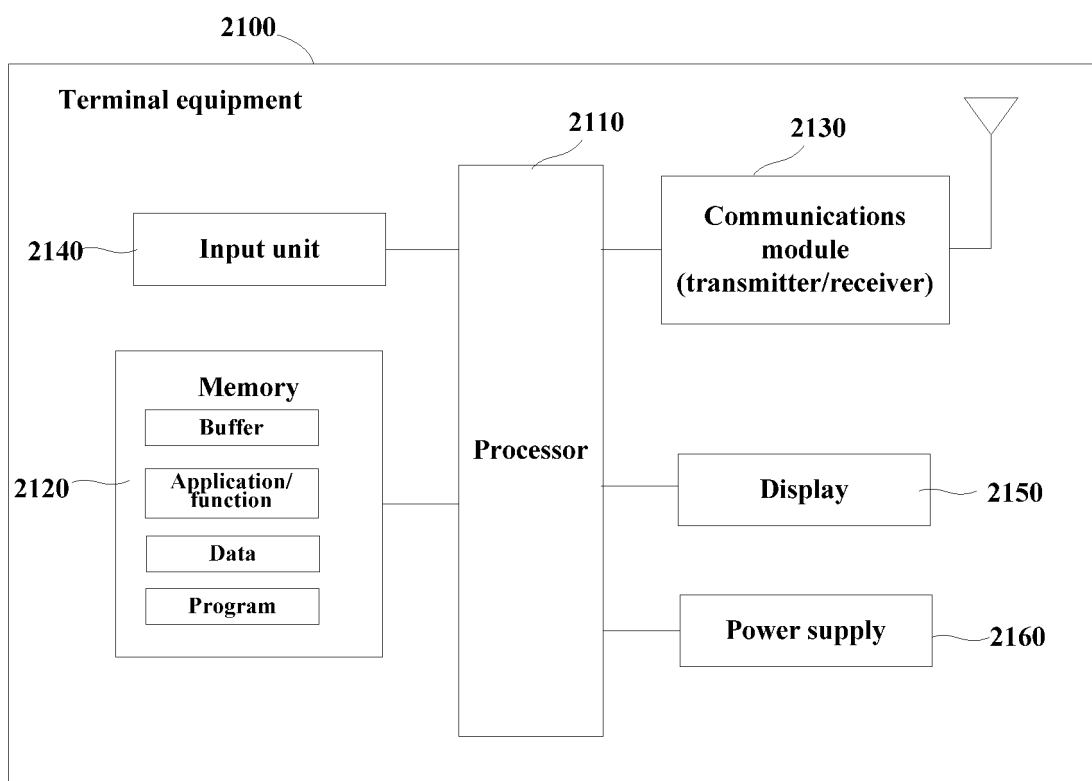 2100
Terminal equipment
2110
2130
Communications
module
(transmitter/receiver)
2140
Input unit
Memory
Buffer
Application/
function
Data
Program
2120
Processor
Display
2150
Power supply
2160